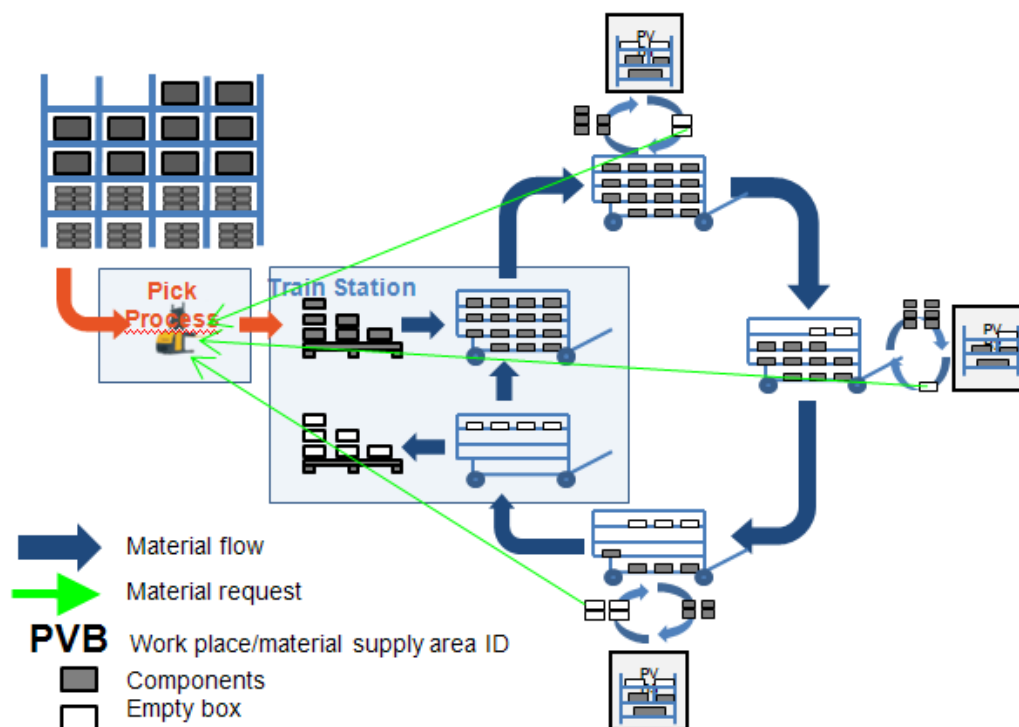 PV
Train Station
Pick
Process
PV
Material flow
Material request
PVB Work place/material supply area ID
Components
Empty box
PV